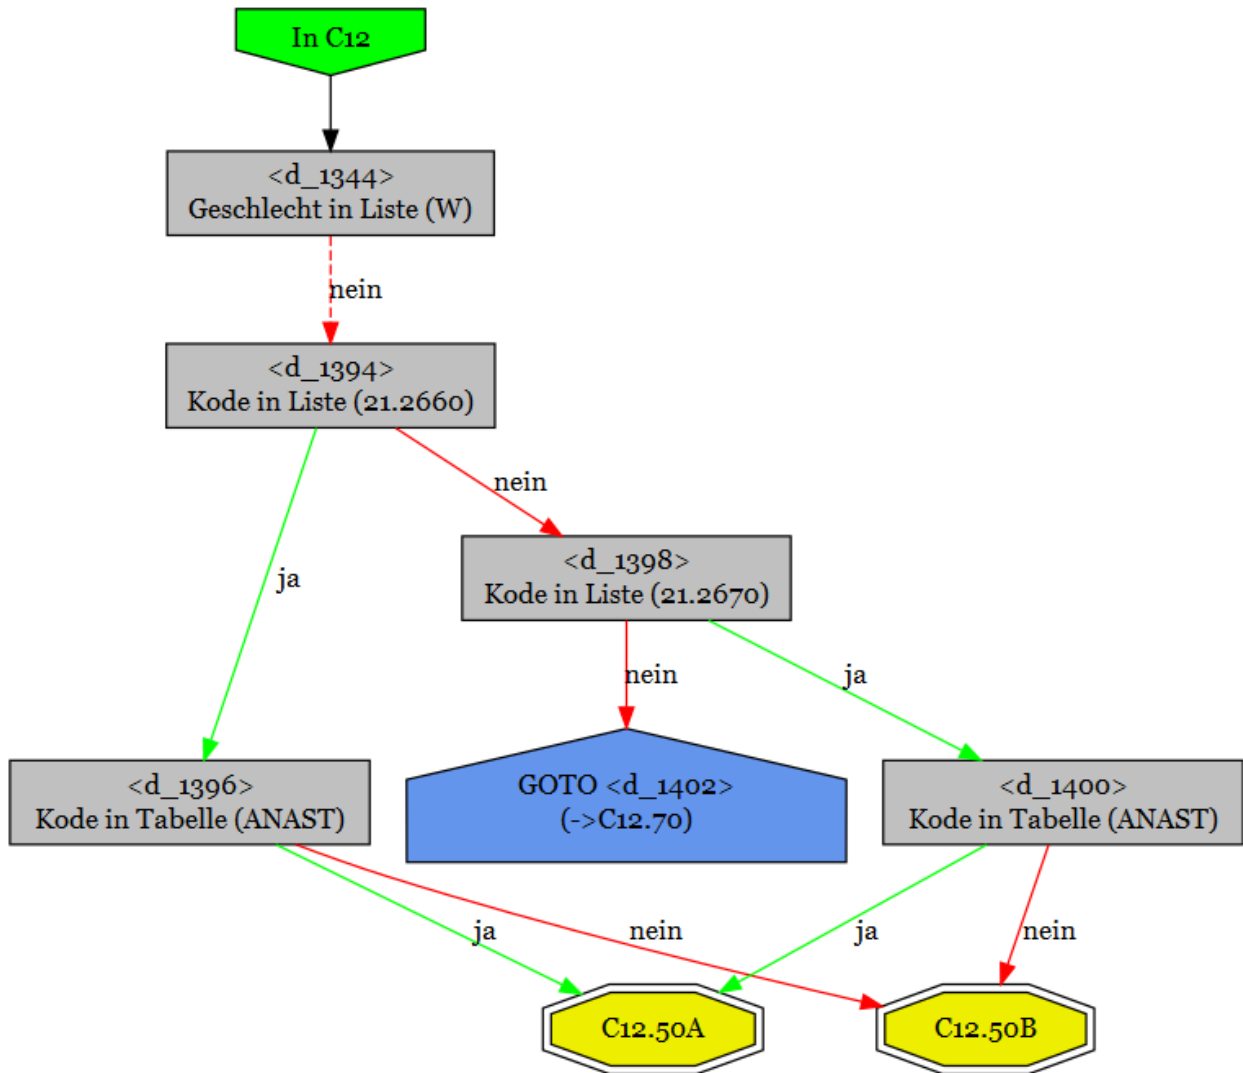 In C12
<d_1344>
Geschlecht in Liste (W)
nein
<d_1394>
Kode in Liste (21.2660)
nein
<d_1398>
Kode in Liste (21.2670)
ja
nein
ja
<d_1396>
Kode in Tabelle (ANAST)
GOTO <d_1402>
(->C12.70)
<d_1400>
Kode in Tabelle (ANAST)
ja
nein
ja
nein
C12.50A
C12.50B